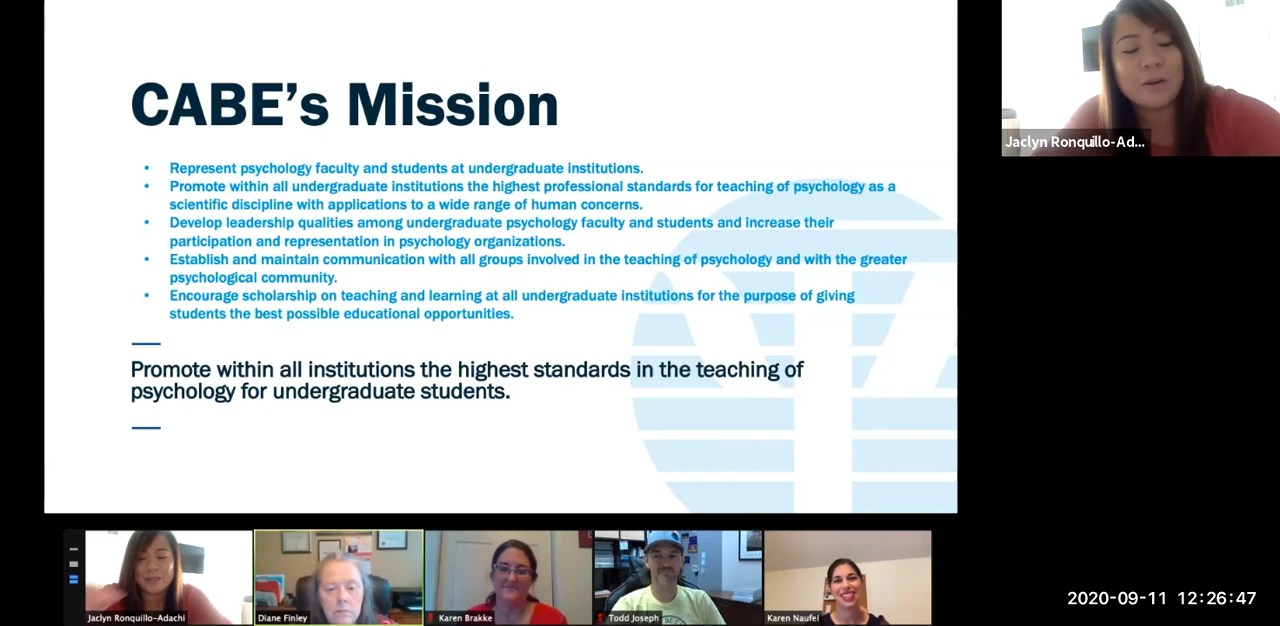 CABE's Mission
• Represent psychology faculty and students at undergraduate institutions.
• Promote within all undergraduate institutions the highest professional standards for teaching of psychology as a
scientific discipline with applications to a wide range of human concerns.
• Develop leadership qualities among undergraduate psychology faculty and students and increase their
participation and representation in psychology organizations.
• Establish and maintain communication with all groups involved in the teaching of psychology and with the greater
psychological community.
• Encourage scholarship on teaching and learning at all undergraduate institutions for the purpose of giving
students the best possible educational opportunities.
Promote within all institutions the highest standards in the teaching of
psychology for undergraduate students.
Jaclyn Ronquillo-Ad...
Jaclyn Ronquillo-Adachi
Diane Finley
Karen Brakke
Todd Joseph
Karen Naufel
2020-09-11 12:26:47